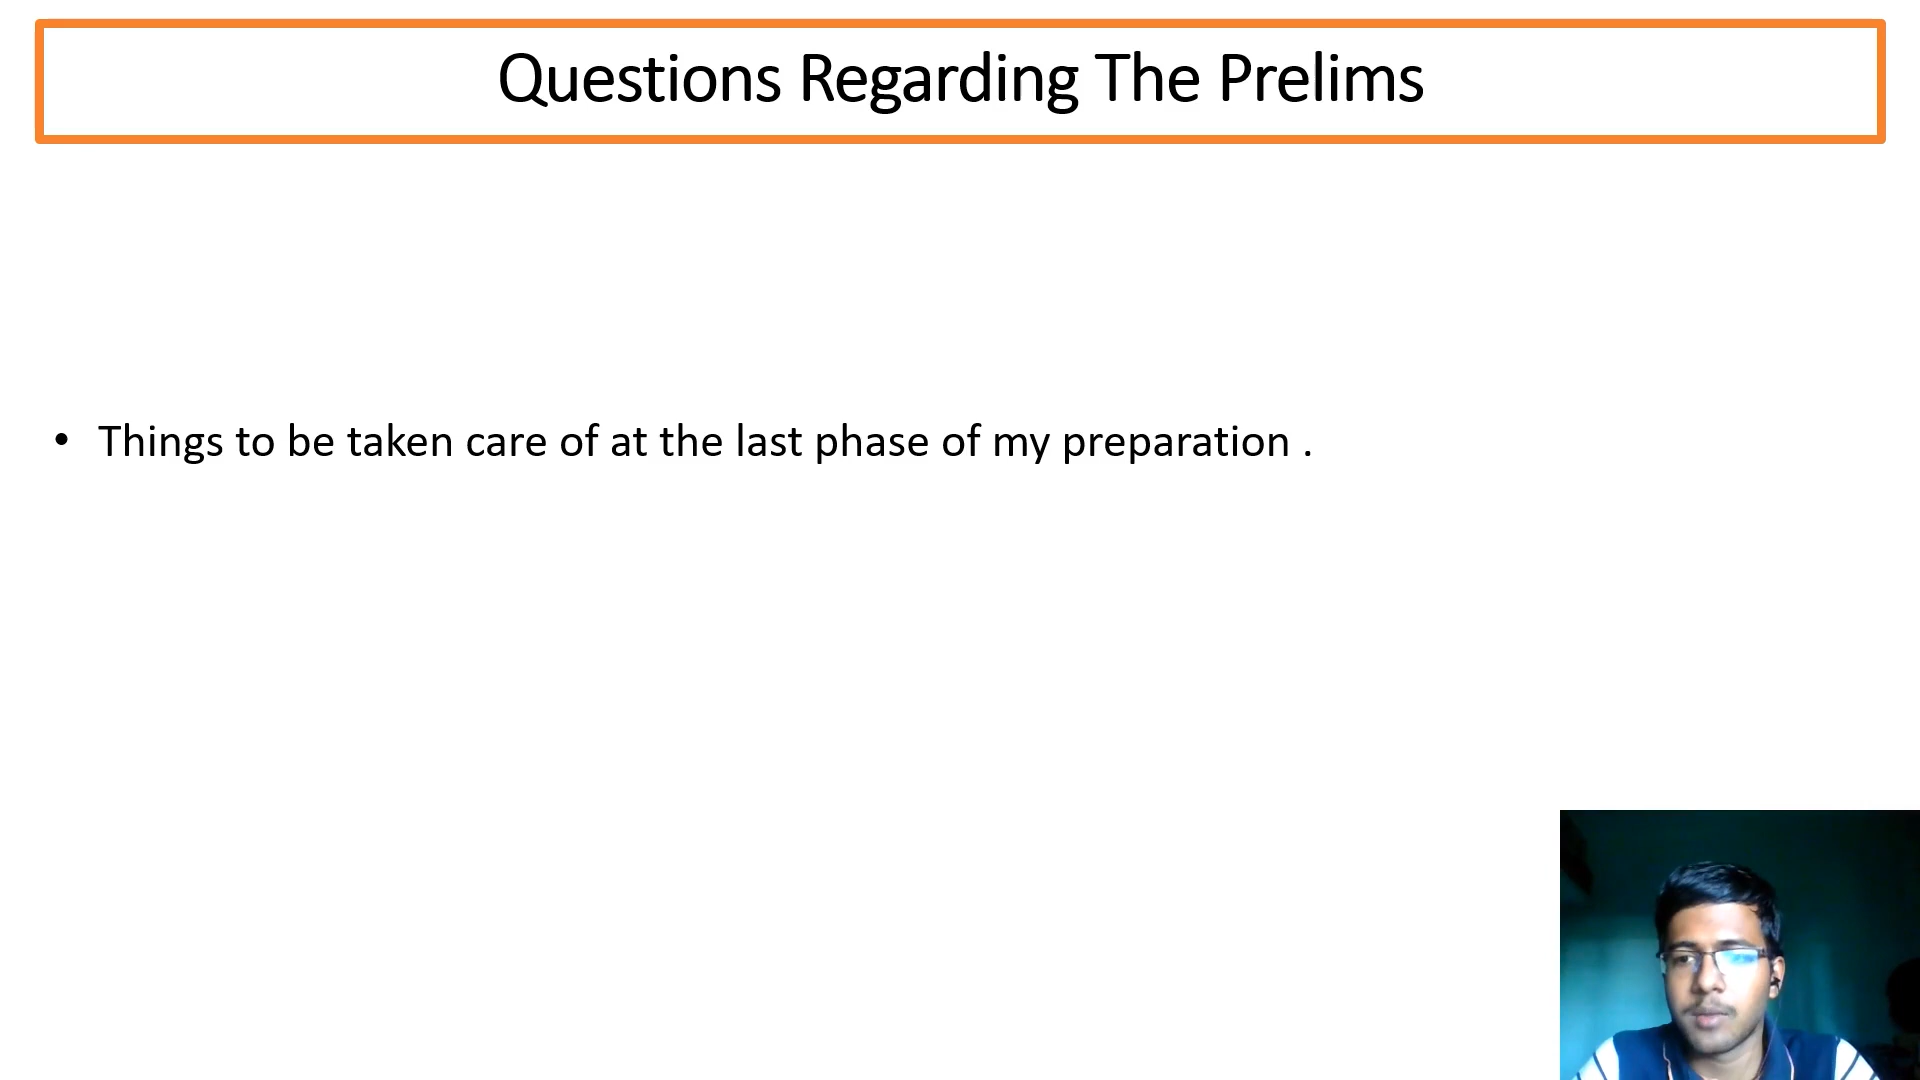 Questions Regarding The Prelims
• Things to be taken care of at the last phase of my preparation .